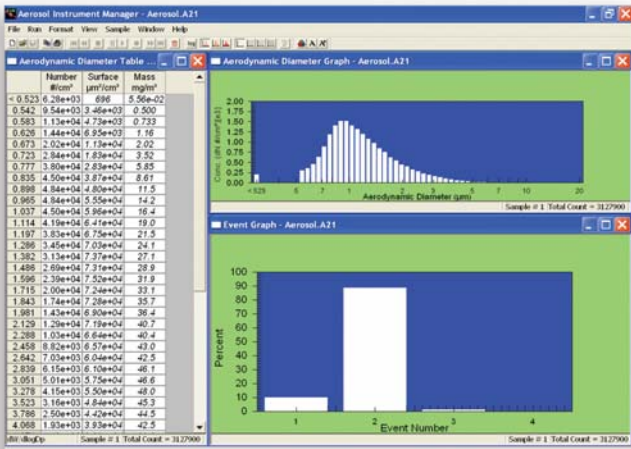 Aerosol Instrument Manager - Aerosol.A21
File Run Format View Sample Window Help
Aerodynamic Diameter Table ...
Number Surface Mass
#/cm³ µm²/cm³ mg/m³
< 0.523 6.28e+03 696 5.56e-02
0.542 9.54e+03 3.46e+03 0.500
0.583 1.13e+04 4.73e+03 0.733
0.626 1.44e+04 6.95e+03 1.16
0.673 2.02e+04 1.13e+04 2.02
0.723 2.84e+04 1.83e+04 3.52
0.777 3.80e+04 2.83e+04 5.85
0.835 4.50e+04 3.87e+04 8.61
0.898 4.84e+04 4.80e+04 11.5
0.965 4.84e+04 5.55e+04 14.2
1.037 4.50e+04 5.96e+04 16.4
1.114 4.19e+04 6.41e+04 19.0
1.197 3.83e+04 6.75e+04 21.5
1.286 3.45e+04 7.03e+04 24.1
1.382 3.13e+04 7.37e+04 27.1
1.486 2.69e+04 7.31e+04 28.9
1.596 2.39e+04 7.52e+04 31.9
1.715 2.00e+04 7.24e+04 33.1
1.843 1.74e+04 7.28e+04 35.7
1.981 1.43e+04 6.90e+04 36.4
2.129 1.29e+04 7.19e+04 40.7
2.288 1.03e+04 6.64e+04 40.4
2.458 8.82e+03 6.57e+04 43.0
2.642 7.03e+03 6.04e+04 42.5
2.839 6.15e+03 6.10e+04 46.1
3.051 5.01e+03 5.75e+04 46.6
3.278 4.15e+03 5.50e+04 48.0
3.523 3.16e+03 4.84e+04 45.3
3.786 2.50e+03 4.42e+04 44.5
4.068 1.93e+03 3.93e+04 42.5
dW/dlogDp Sample # 1 Total Count = 3127900
Aerodynamic Diameter Graph - Aerosol.A21
Conc. (dN #/cm³)[e3]
2.00
1.75
1.50
1.25
1.00
0.75
0.50
0.25
0.00
<.523 .5 .7 1 2 3 5 7 10 20
Aerodynamic Diameter (µm)
Sample # 1 Total Count = 3127900
Event Graph - Aerosol.A21
Percent
100
90
80
70
60
50
40
30
20
10
0
1 2 3 4
Event Number
Sample # 1 Total Count = 3127900